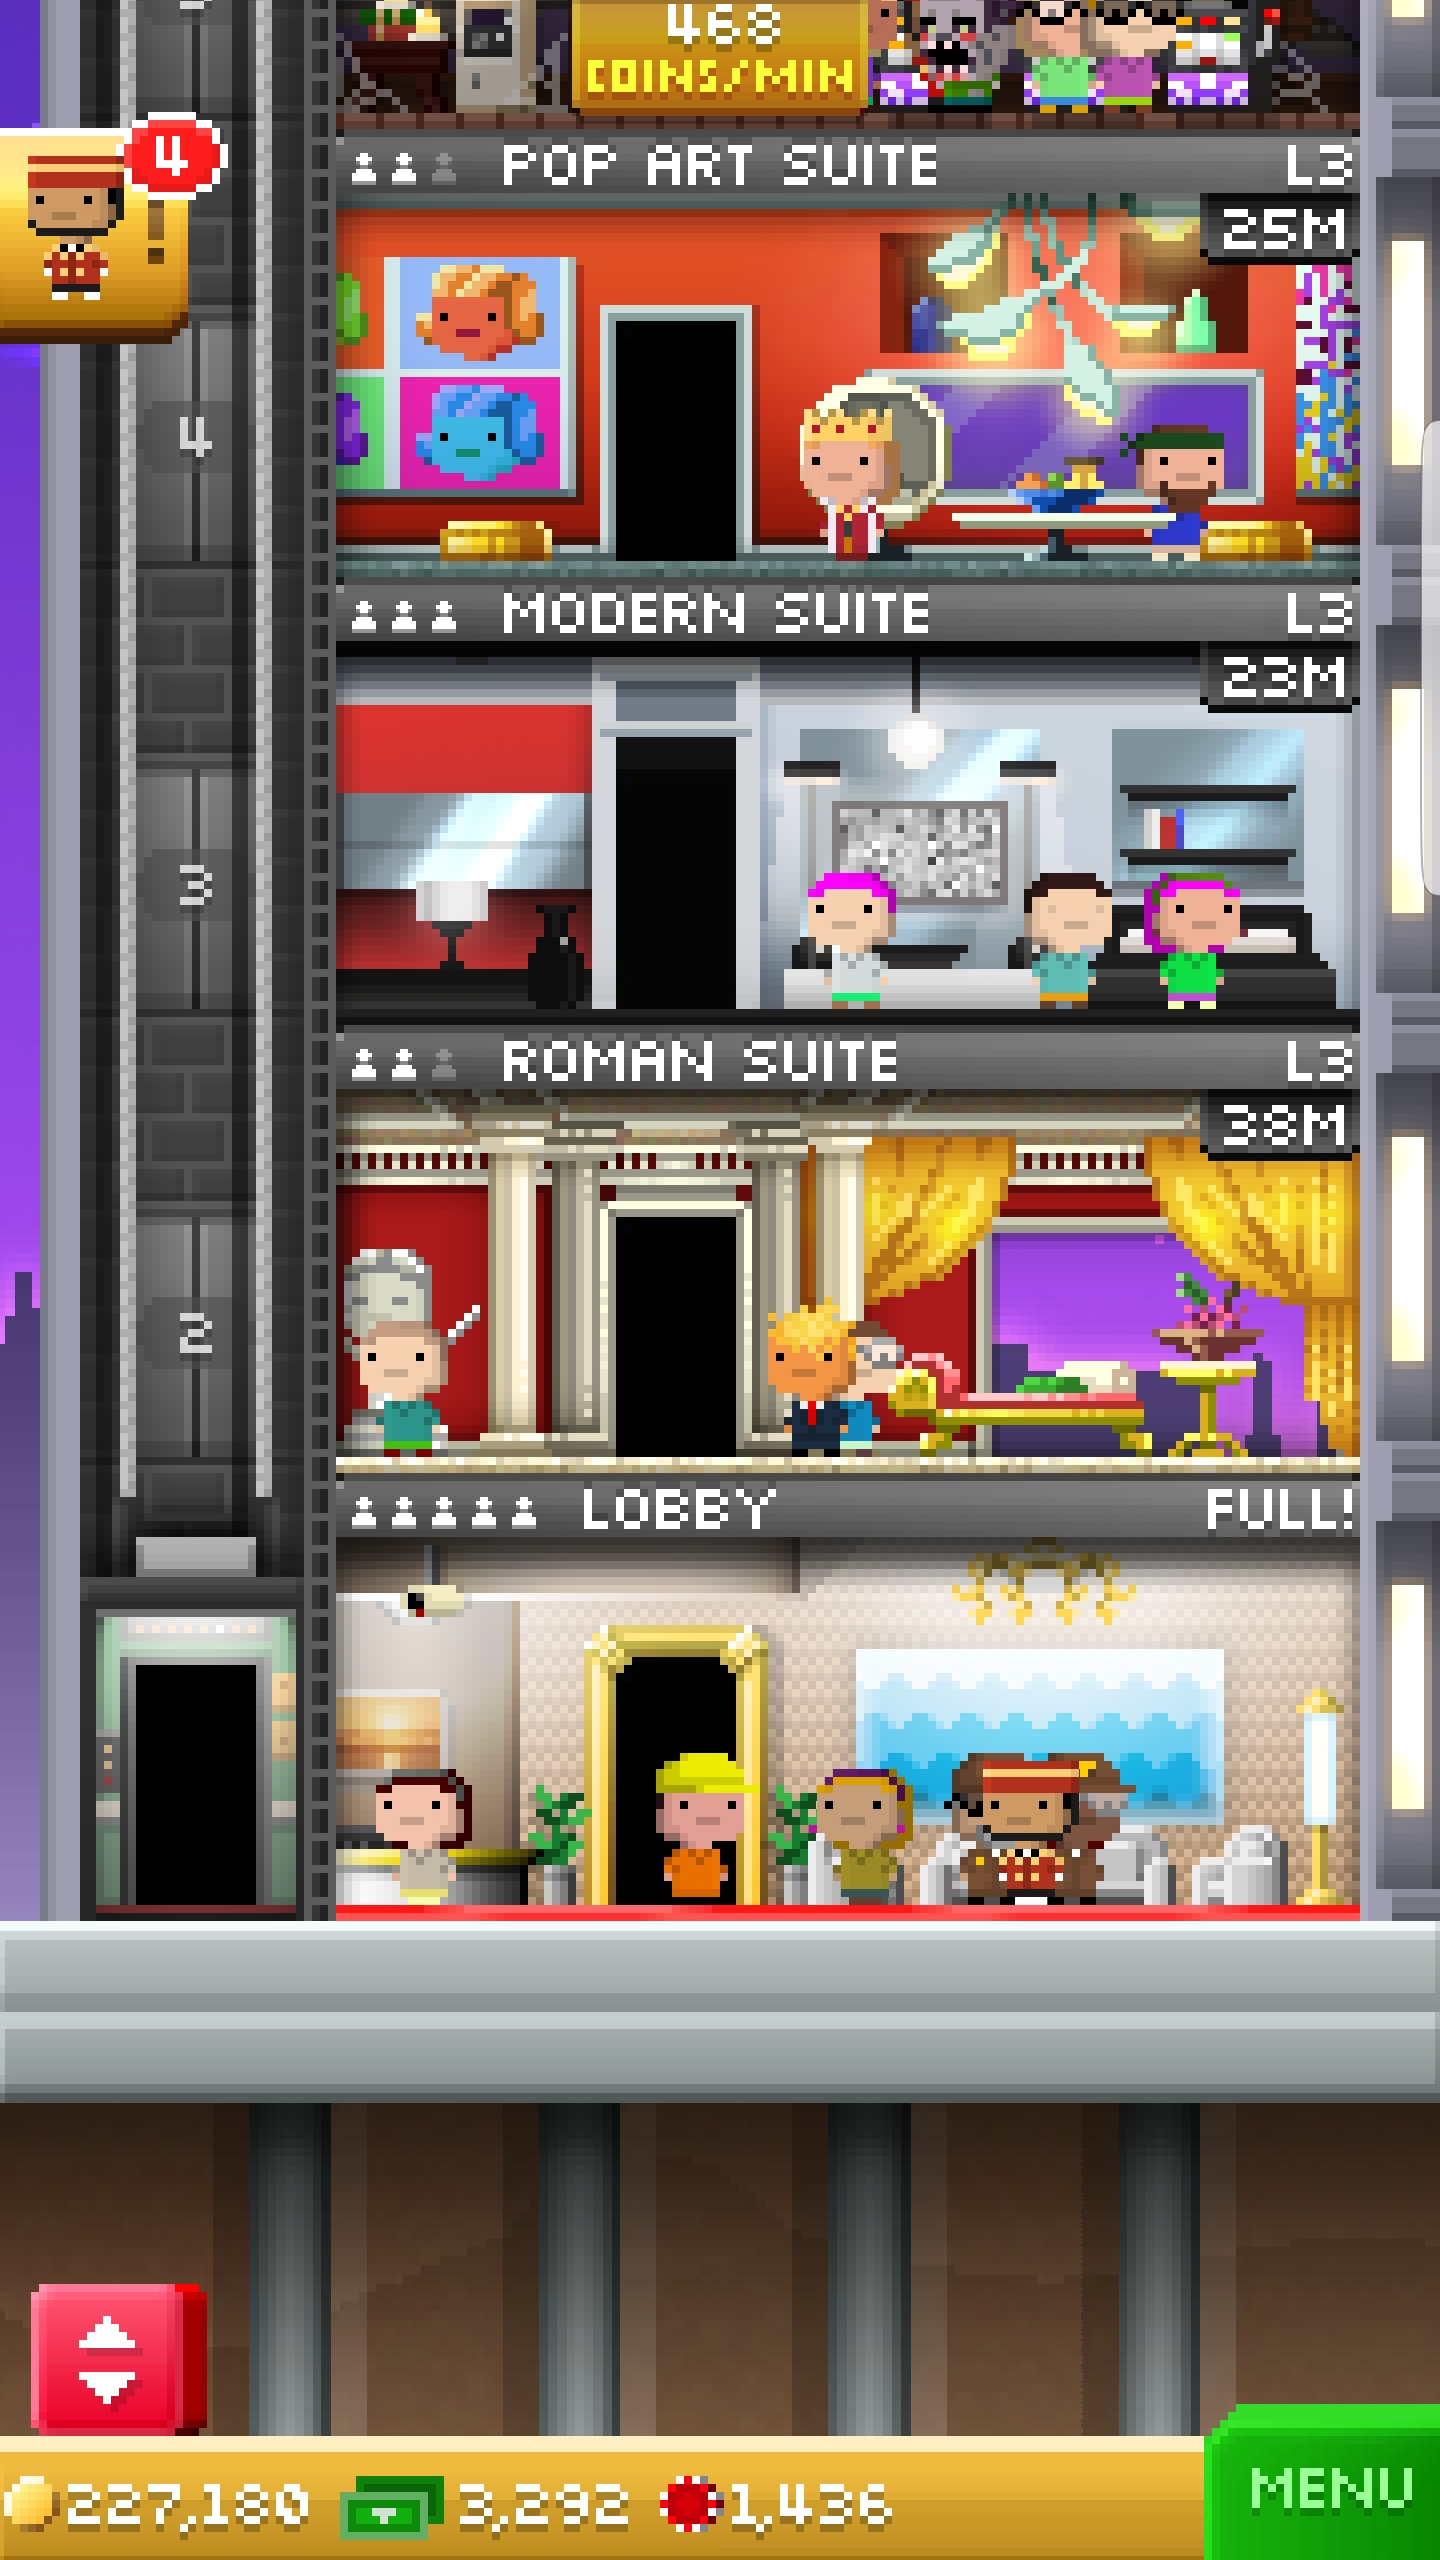 468
COINS/MIN
4
!
POP ART SUITE L3
25M
4
MODERN SUITE L3
23M
3
ROMAN SUITE L3
38M
2
LOBBY FULL!
227,180 3,292 1,436
MENU